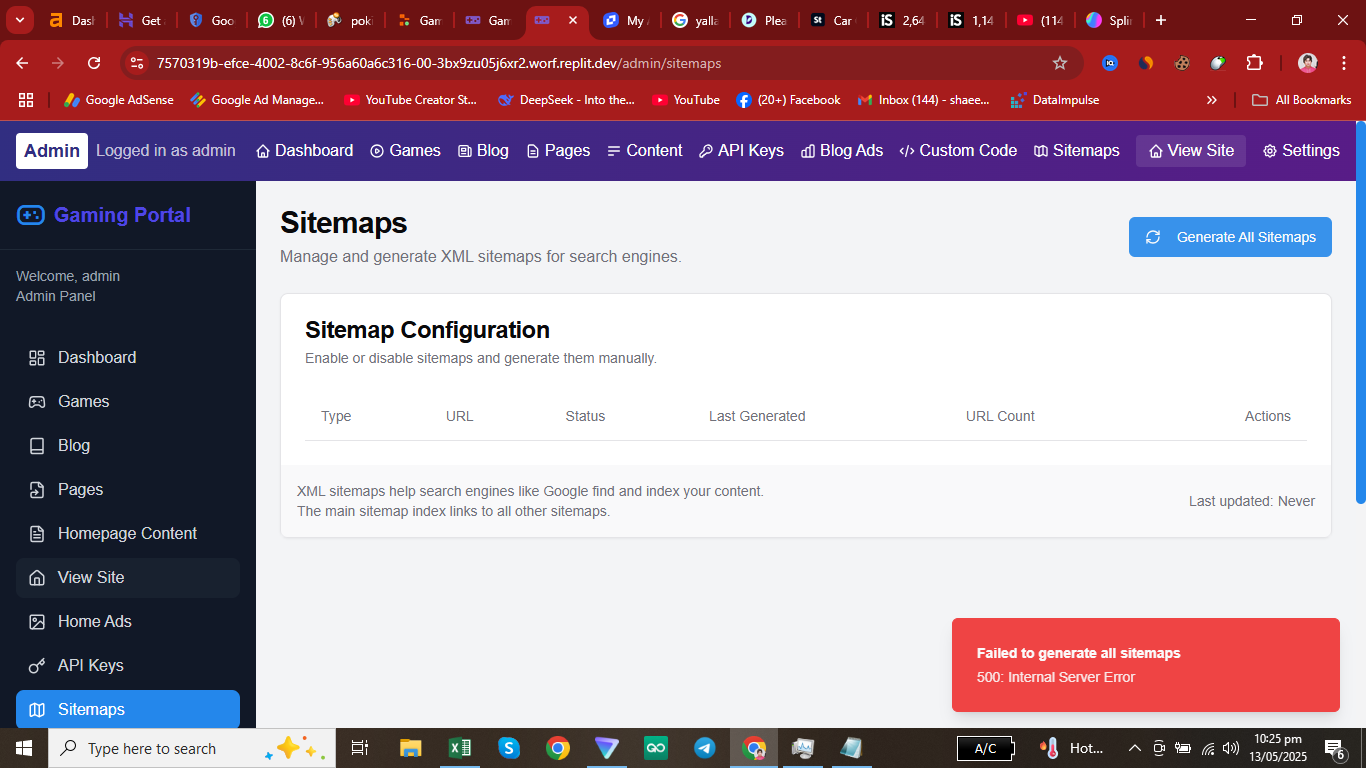 Dash
Get
Goo
6
(6) W
poki
Gam
Gam
My
yalla
Plea
St
Car
iS
2,64
iS
1,14
(114
Splin
7570319b-efce-4002-8c6f-956a60a6c316-00-3bx9zu05j6xr2.worf.replit.dev/admin/sitemaps
Google AdSense
Google Ad Manage...
YouTube Creator St...
DeepSeek - Into the...
YouTube
(20+) Facebook
Inbox (144) - shaee...
DataImpulse
All Bookmarks
Admin
Logged in as admin
Dashboard
Games
Blog
Pages
Content
API Keys
Blog Ads
Custom Code
Sitemaps
View Site
Settings
Gaming Portal
Welcome, admin
Admin Panel
Dashboard
Games
Blog
Pages
Homepage Content
View Site
Home Ads
API Keys
Sitemaps
Sitemaps
Manage and generate XML sitemaps for search engines.
Generate All Sitemaps
Sitemap Configuration
Enable or disable sitemaps and generate them manually.
Type URL Status Last Generated URL Count Actions
XML sitemaps help search engines like Google find and index your content.
The main sitemap index links to all other sitemaps.
Last updated: Never
Failed to generate all sitemaps
500: Internal Server Error
Type here to search
A/C
Hot...
10:25 pm
13/05/2025
6